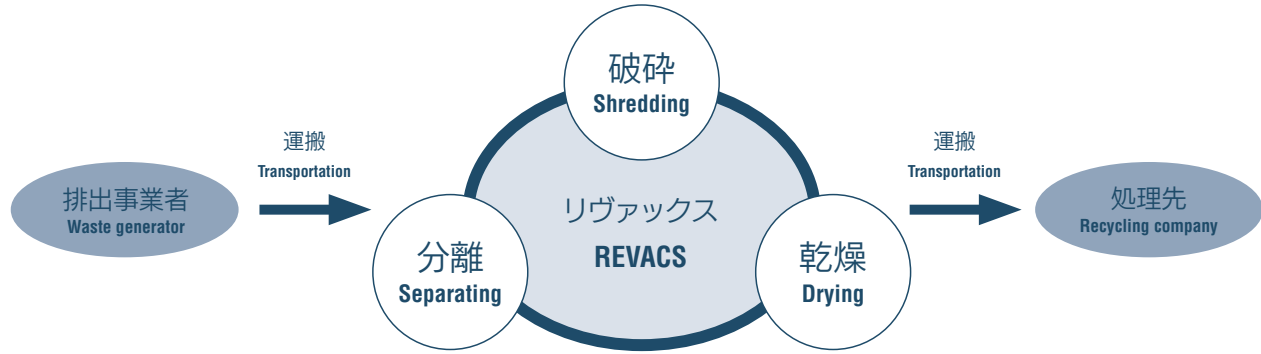 破砕
Shredding
運搬
Transportation
排出事業者
Waste generator
リヴァックス
REVACS
分離
Separating
乾燥
Drying
運搬
Transportation
処理先
Recycling company